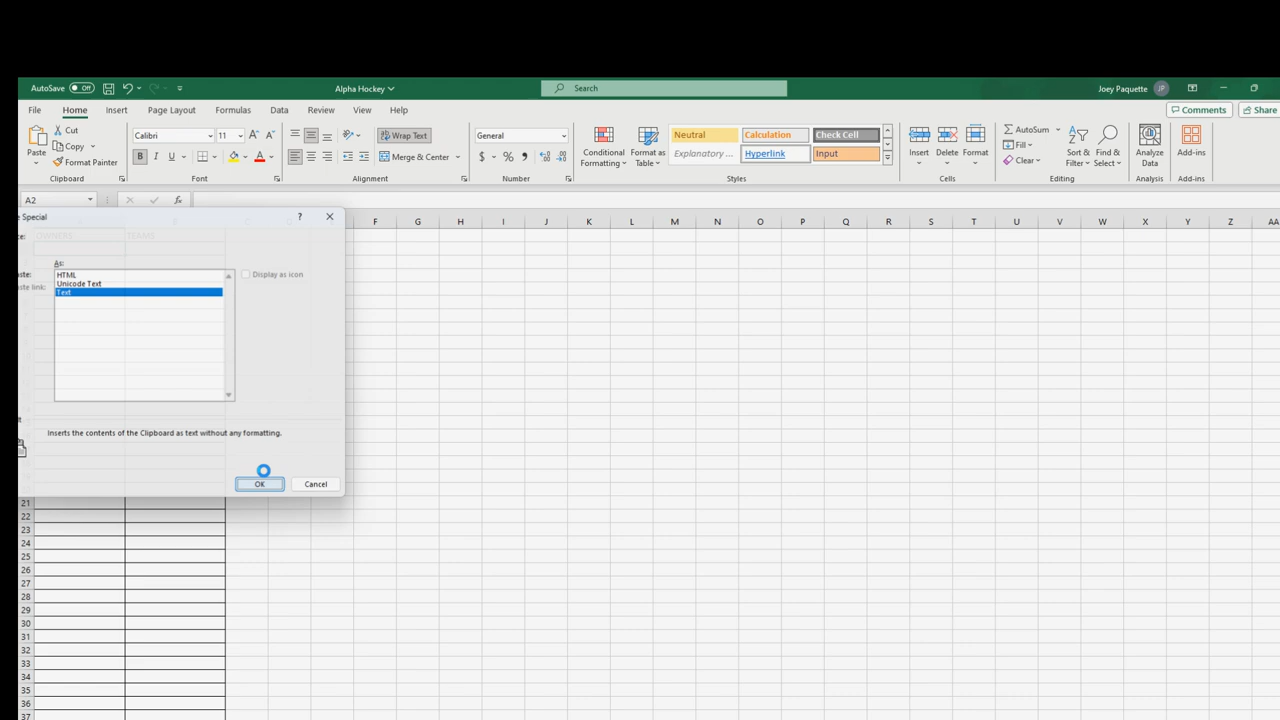 AutoSave Off Alpha Hockey Search Joey Paquette JP
File Home Insert Page Layout Formulas Data Review View Help Comments Share
Paste Cut Copy Format Painter Clipboard
Calibri 11 B I U Font
Wrap Text Merge & Center Alignment
General $ % Number
Conditional Formatting Format as Table
Neutral Calculation Check Cell
Explanatory ... Hyperlink Input
Styles
Insert Delete Format Cells
AutoSum Fill Clear Sort & Filter Find & Select Editing
Analyze Data Analysis
Add-ins Add-ins
A2 fx
F G H I J K L M N O P Q R S T U V W X Y Z AA
e Special ? 
OWNERS TEAMS
As:
HTML
Unicode Text
Text
Display as icon
Inserts the contents of the Clipboard as text without any formatting.
OK Cancel
21
22
23
24
25
26
27
28
29
30
31
32
33
34
35
36
37